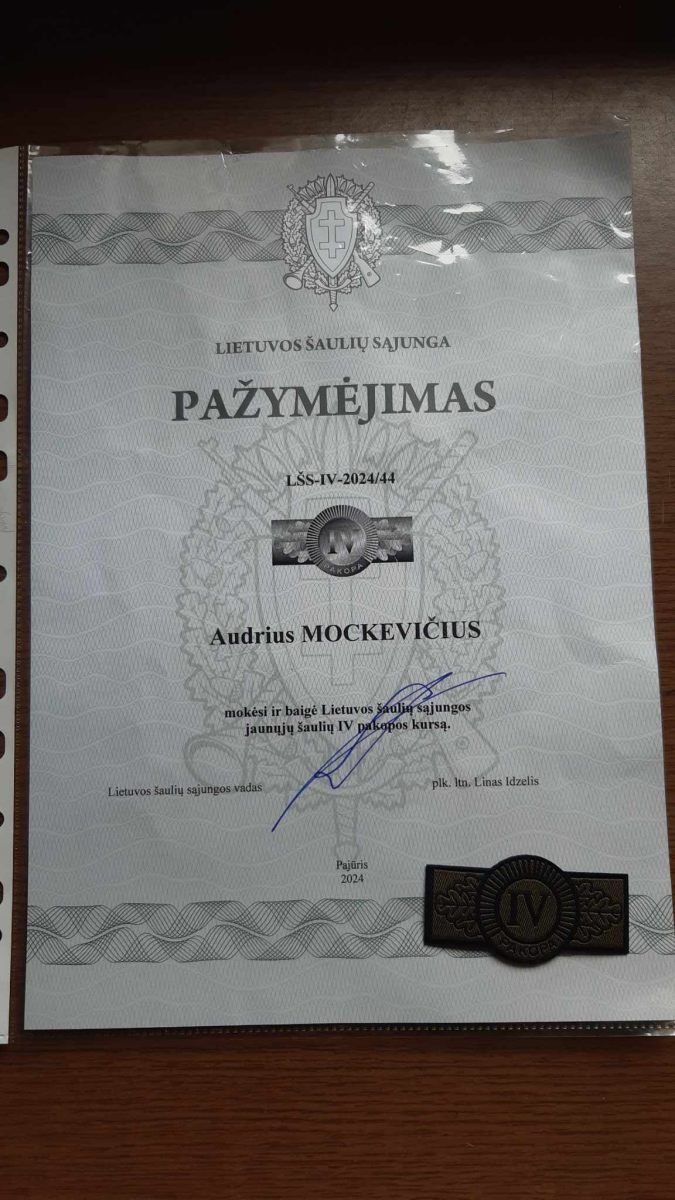 LIETUVOS ŠAULIŲ SĄJUNGA
PAŽYMĖJIMAS
LŠS-IV-2024/44
IV
PAKOPA
Audrius MOCKEVIČIUS
mokėsi ir baigė Lietuvos šaulių sąjungos
jaunųjų šaulių IV pakopos kursą.
Lietuvos šaulių sąjungos vadas plk. ltn. Linas Idzelis
Pajūris
2024
IV
PAKOPA